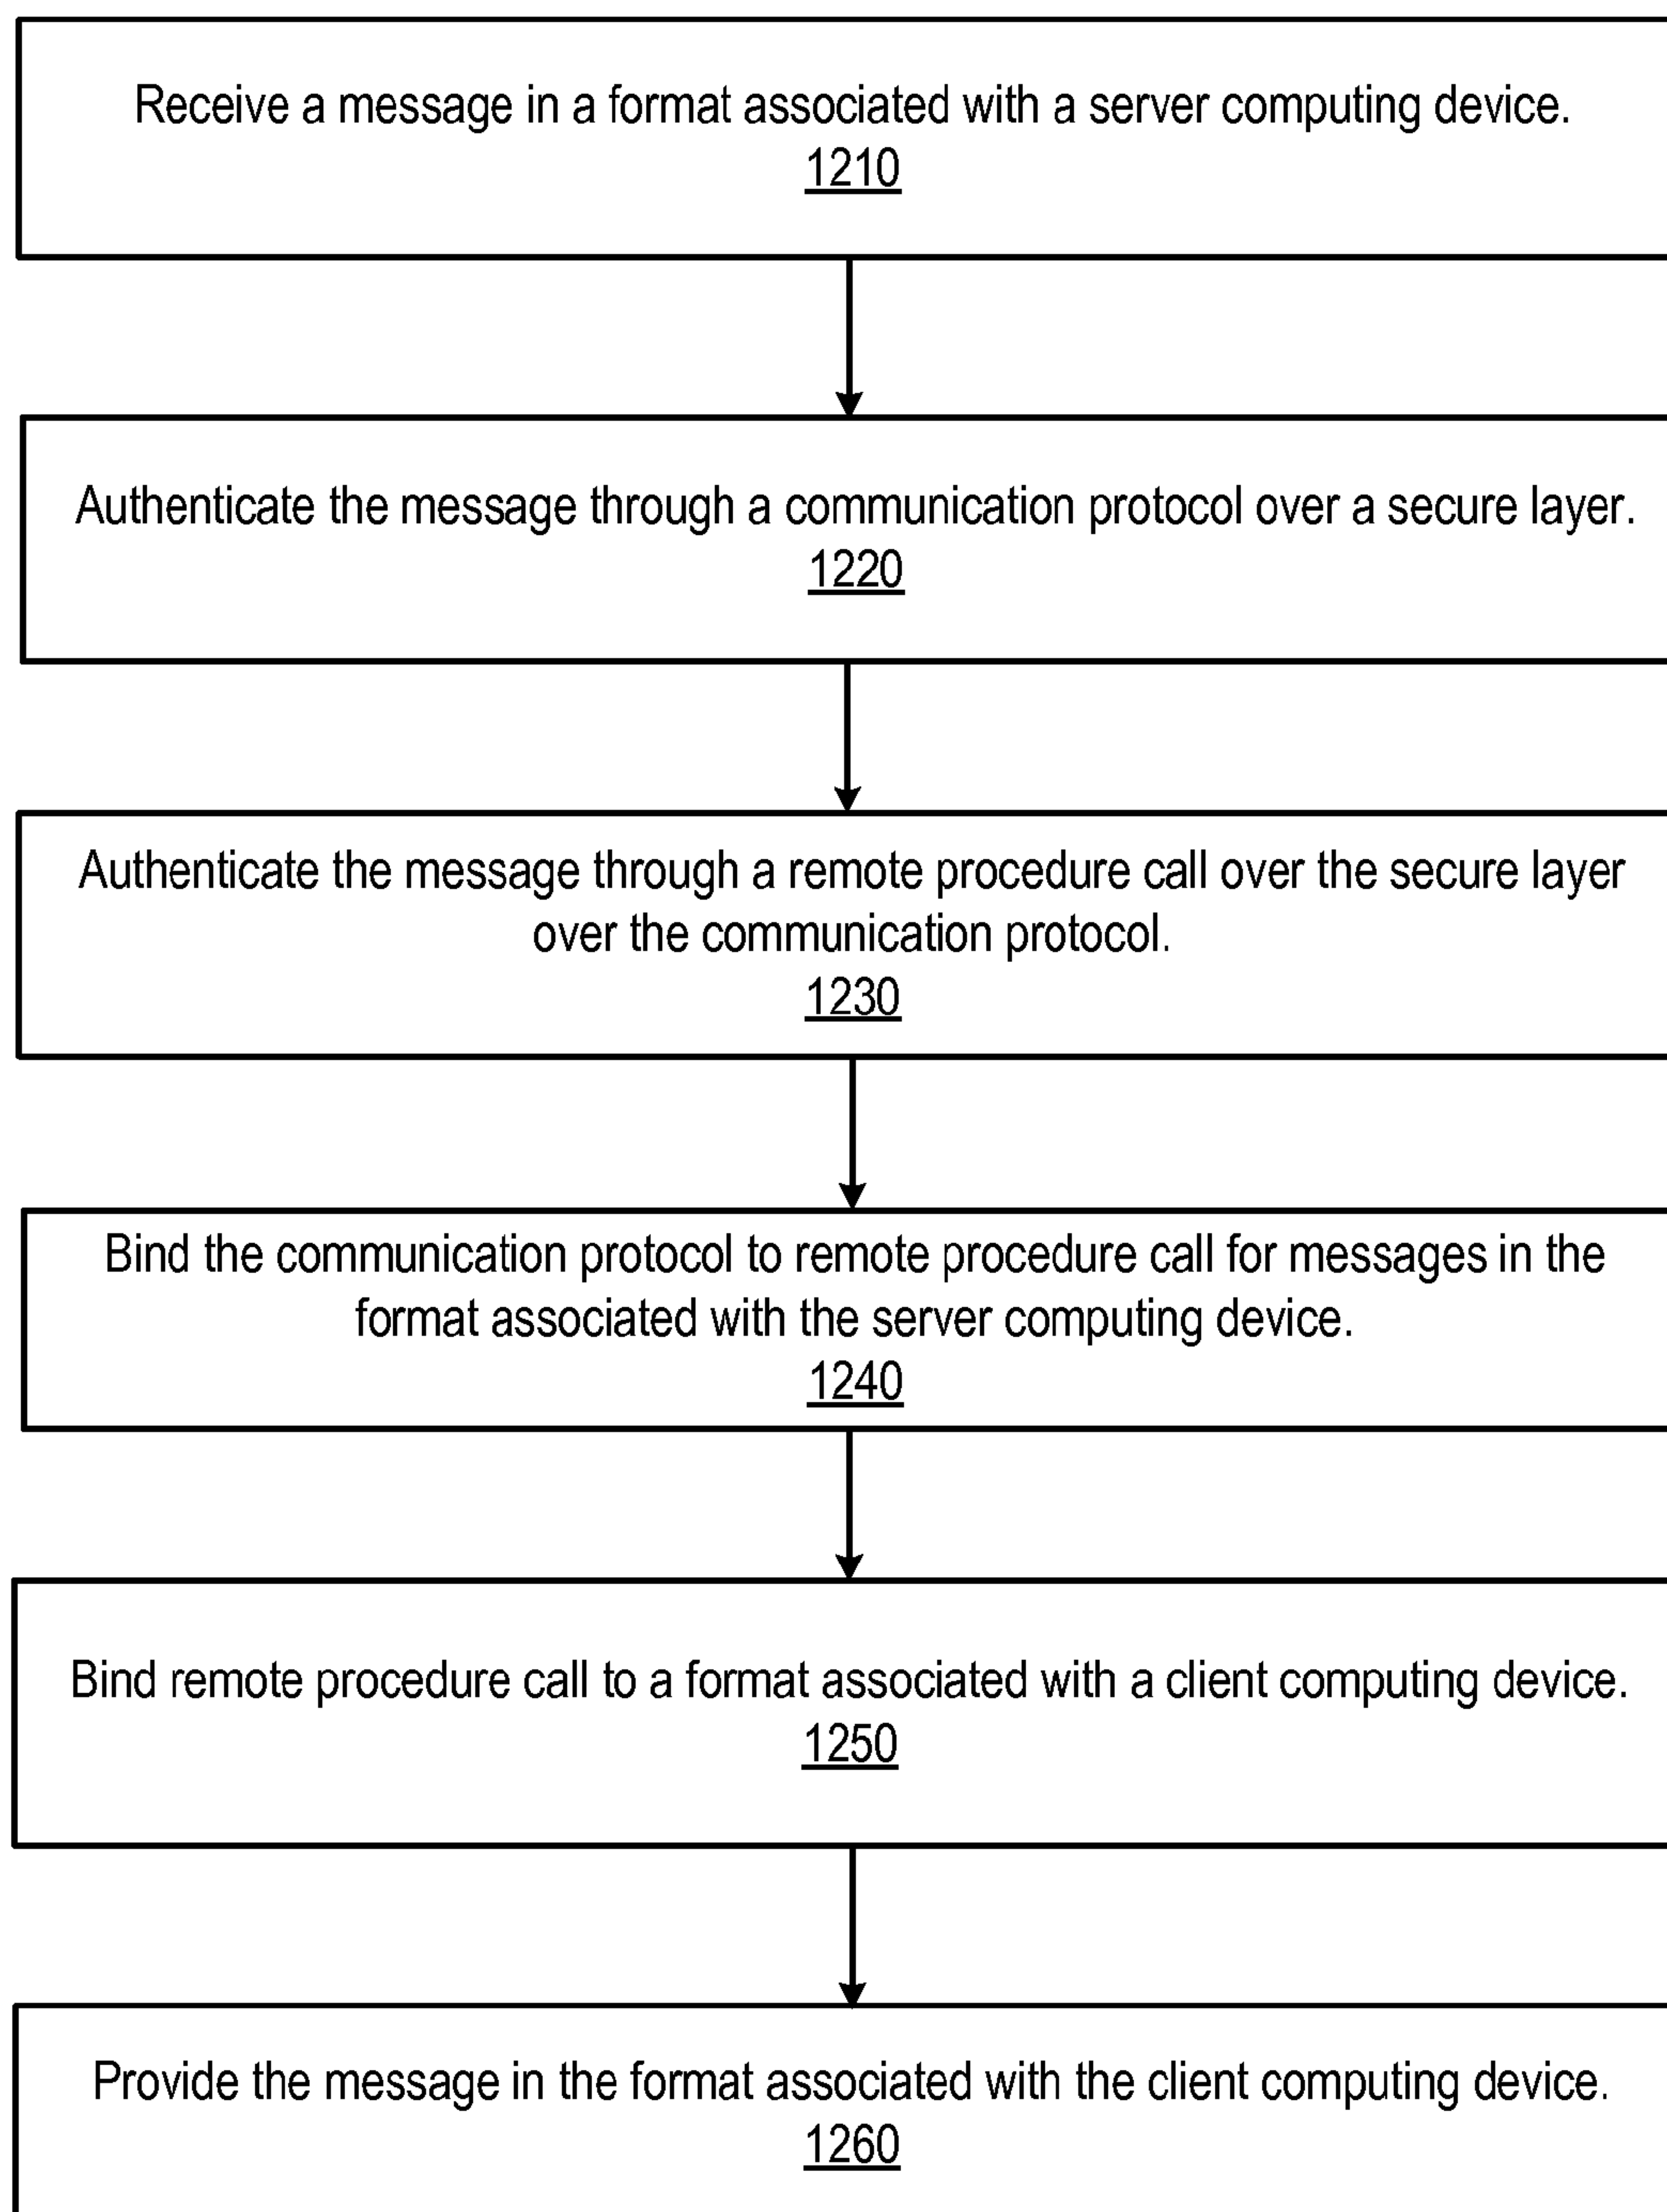 Receive a message in a format associated with a server computing device.
1210
Authenticate the message through a communication protocol over a secure layer.
1220
Authenticate the message through a remote procedure call over the secure layer
over the communication protocol.
1230
Bind the communication protocol to remote procedure call for messages in the
format associated with the server computing device.
1240
Bind remote procedure call to a format associated with a client computing device.
1250
Provide the message in the format associated with the client computing device.
1260